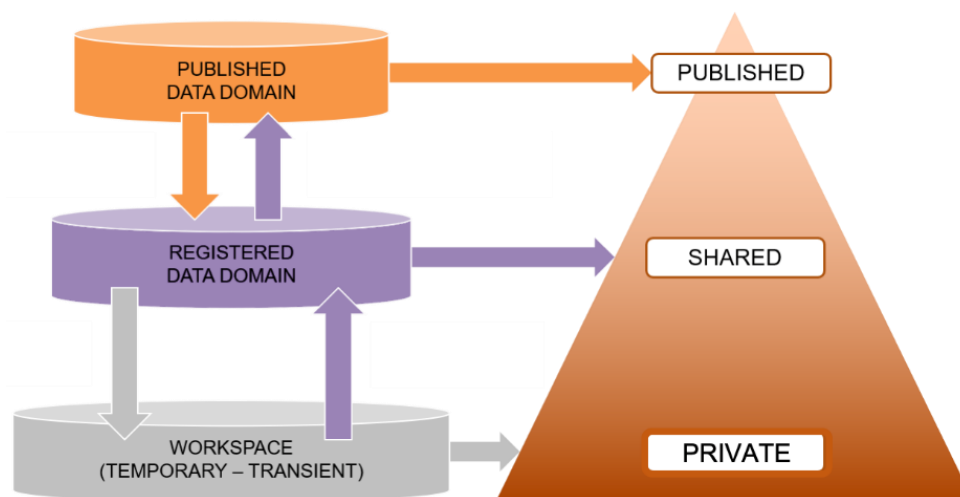 PUBLISHED
DATA DOMAIN
PUBLISHED
REGISTERED
DATA DOMAIN
SHARED
WORKSPACE
(TEMPORARY – TRANSIENT)
PRIVATE